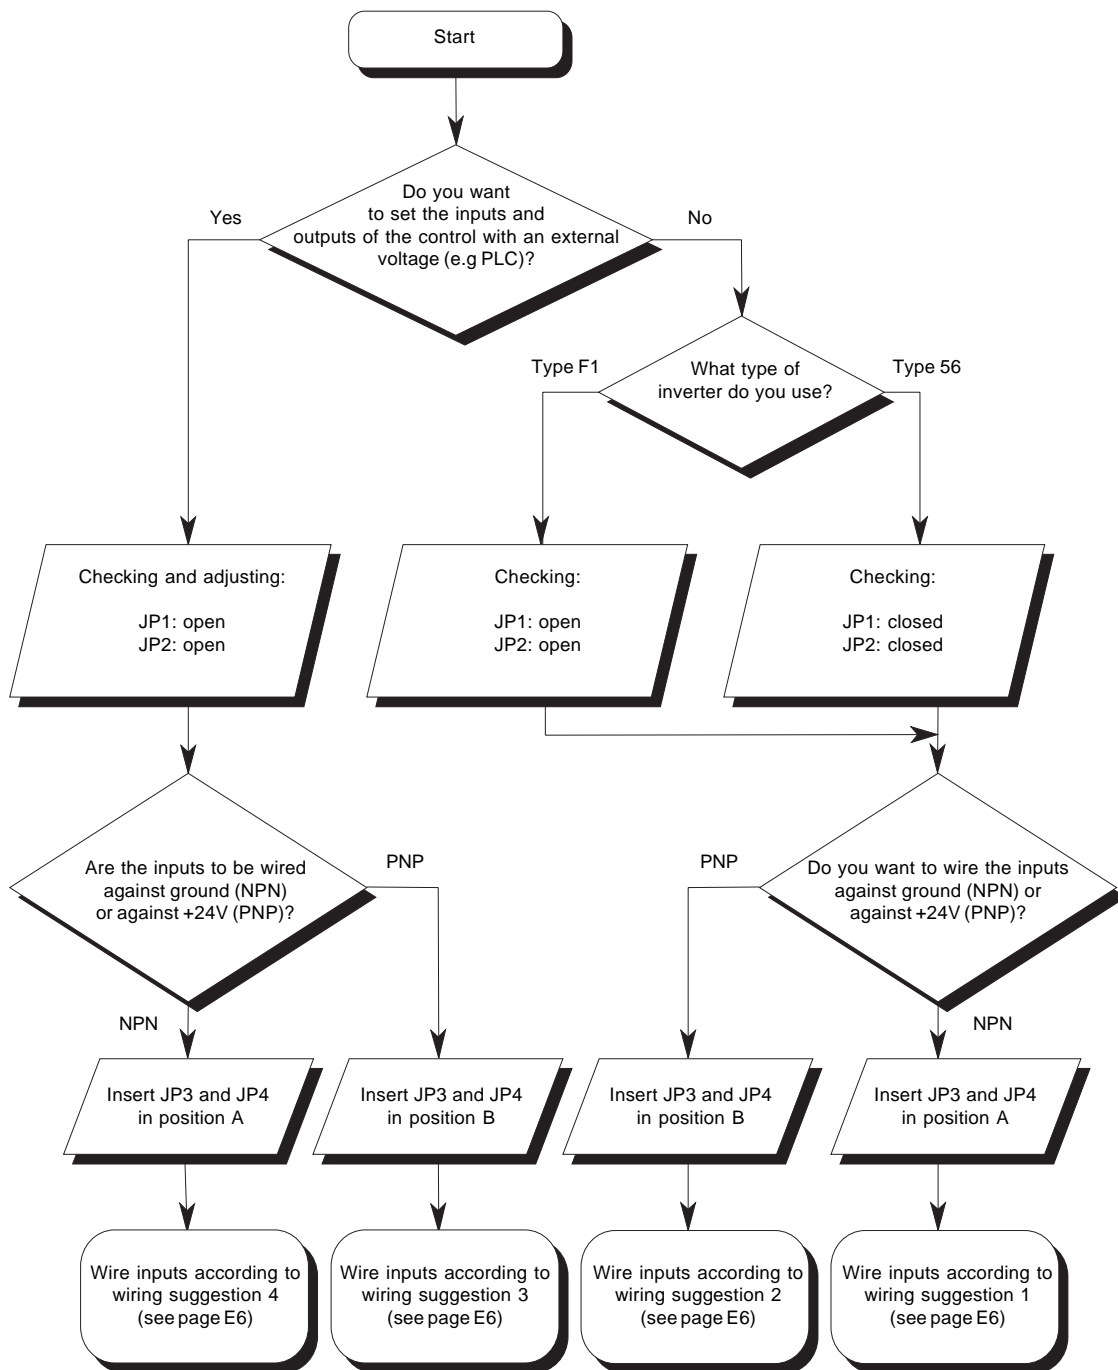 Start
Do you want
to set the inputs and
outputs of the control with an external
voltage (e.g PLC)?
Yes
No
What type of
inverter do you use?
Type F1
Type 56
Checking and adjusting:
JP1: open
JP2: open
Checking:
JP1: open
JP2: open
Checking:
JP1: closed
JP2: closed
Are the inputs to be wired
against ground (NPN)
or against +24V (PNP)?
PNP
PNP
Do you want to wire the inputs
against ground (NPN) or
against +24V (PNP)?
NPN
NPN
Insert JP3 and JP4
in position A
Insert JP3 and JP4
in position B
Insert JP3 and JP4
in position B
Insert JP3 and JP4
in position A
Wire inputs according to
wiring suggestion 4
(see page E6)
Wire inputs according to
wiring suggestion 3
(see page E6)
Wire inputs according to
wiring suggestion 2
(see page E6)
Wire inputs according to
wiring suggestion 1
(see page E6)